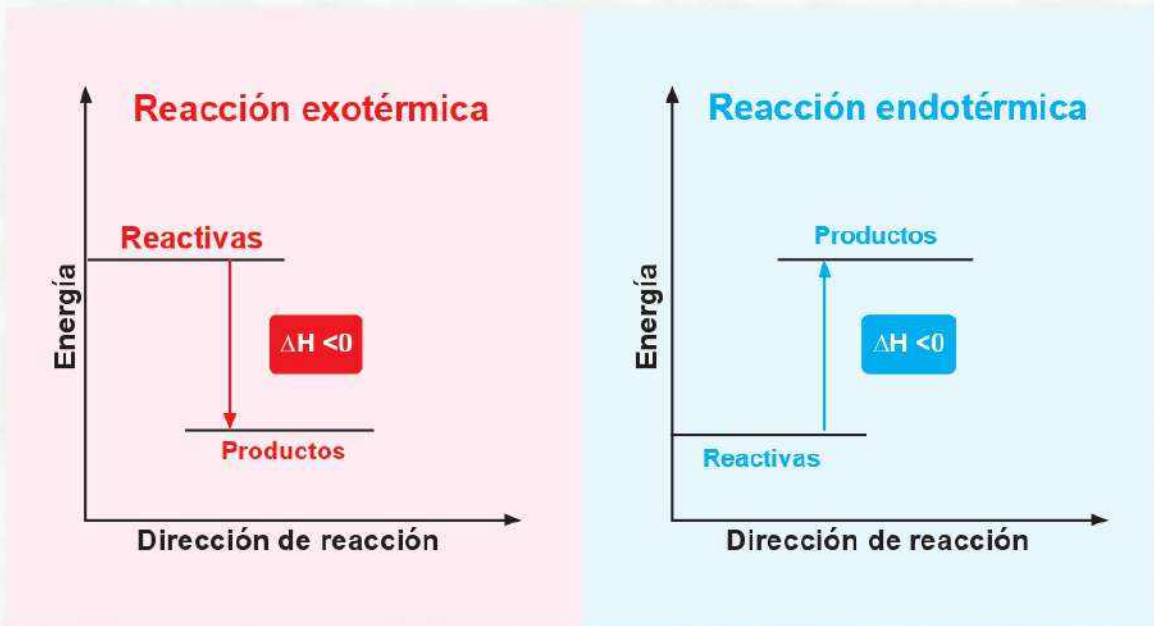 Reacción exotérmica
Reactivas
Energía
ΔH <0
Productos
Dirección de reacción
Reacción endotérmica
Productos
Energía
ΔH <0
Reactivas
Dirección de reacción